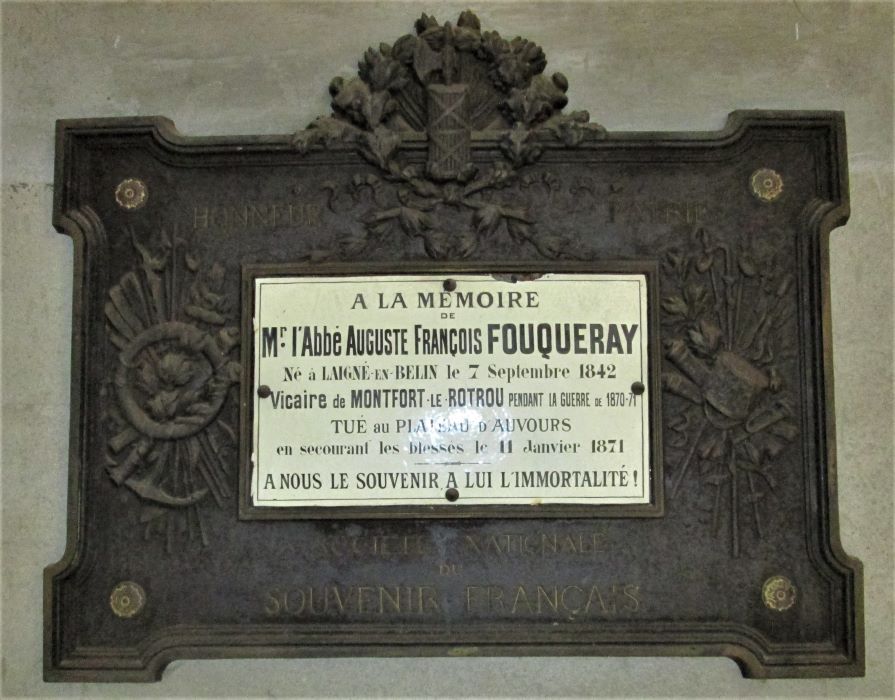 HONNEUR PATRIE
A LA MÉMOIRE
DE
Mr. l'Abbé AUGUSTE FRANÇOIS FOUQUERAY
Né à LAIGNÉ-EN-BELIN le 7 Septembre 1842
Vicaire de MONTFORT-LE-ROTROU PENDANT LA GUERRE DE 1870-71
TUÉ au PLATEAU D'AUVOURS
en secourant les blessés le 11 Janvier 1871
A NOUS LE SOUVENIR A LUI L'IMMORTALITÉ!
SOCIÉTÉ NATIONALE
DU
SOUVENIR FRANÇAIS